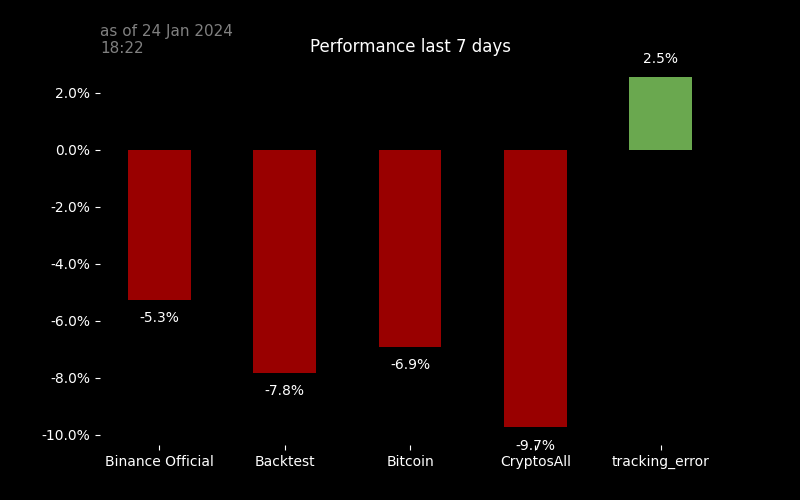 as of 24 Jan 2024
18:22
Performance last 7 days
2.5%
2.0%
0.0%
-2.0%
-4.0%
-6.0%
-8.0%
-10.0%
-5.3%
-7.8%
-6.9%
-9.7%
Binance Official
Backtest
Bitcoin
CryptosAll
tracking_error